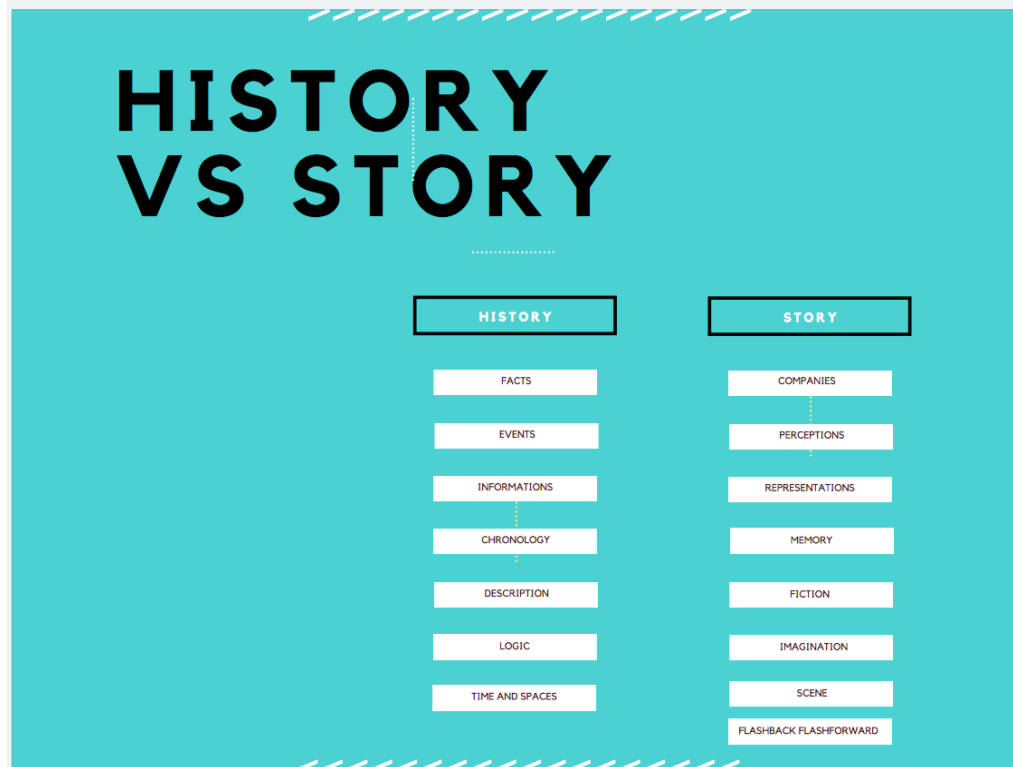 HISTORY
VS STORY
HISTORY
FACTS
EVENTS
INFORMATIONS
CHRONOLOGY
DESCRIPTION
LOGIC
TIME AND SPACES
STORY
COMPANIES
PERCEPTIONS
REPRESENTATIONS
MEMORY
FICTION
IMAGINATION
SCENE
FLASHBACK FLASHFORWARD